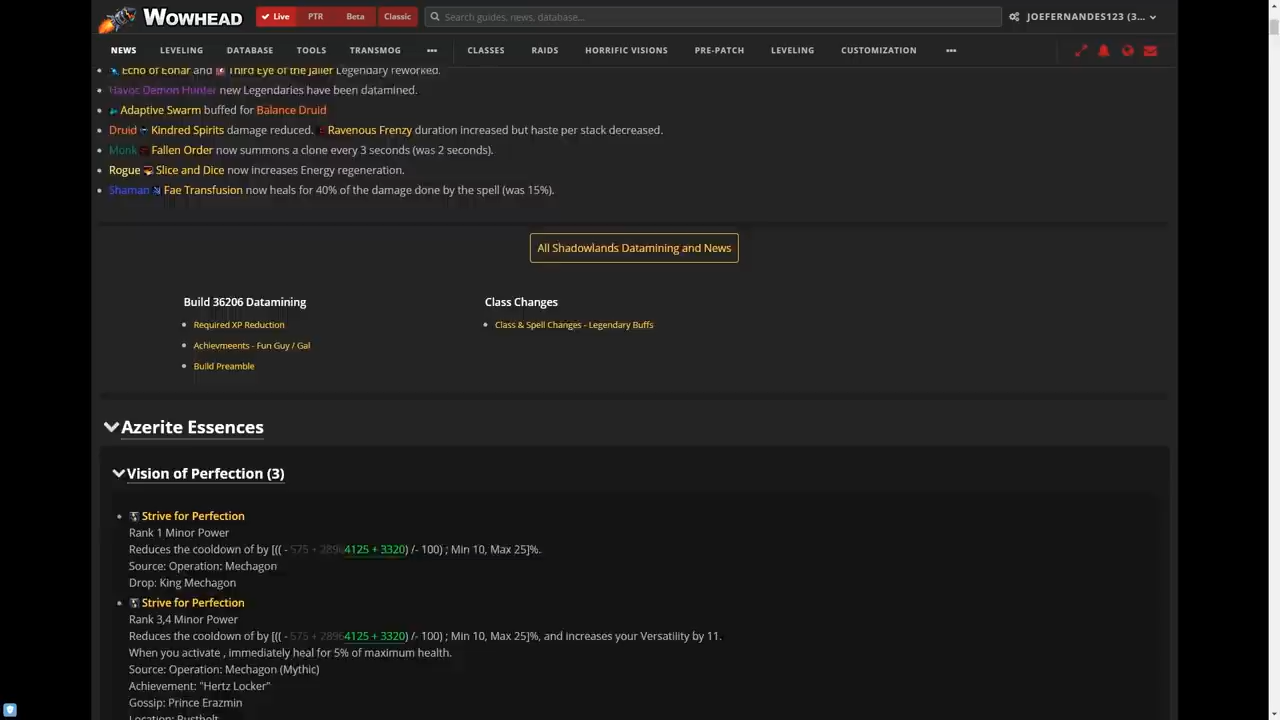 WOWHEAD
Live PTR Beta Classic
Search guides, news, database...
JOEFERNANDES123 (3...
NEWS LEVELING DATABASE TOOLS TRANSMOG ••• CLASSES RAIDS HORRIFIC VISIONS PRE-PATCH LEVELING CUSTOMIZATION •••
Echo of Eonar and Third Eye of the Jailer Legendary reworked.
Havoc Demon Hunter new Legendaries have been datamined.
Adaptive Swarm buffed for Balance Druid
Druid Kindred Spirits damage reduced. Ravenous Frenzy duration increased but haste per stack decreased.
Monk Fallen Order now summons a clone every 3 seconds (was 2 seconds).
Rogue Slice and Dice now increases Energy regeneration.
Shaman Fae Transfusion now heals for 40% of the damage done by the spell (was 15%).
All Shadowlands Datamining and News
Build 36206 Datamining
Required XP Reduction
Achievmeents - Fun Guy / Gal
Build Preamble
Class Changes
Class & Spell Changes - Legendary Buffs
Azerite Essences
Vision of Perfection (3)
Strive for Perfection
Rank 1 Minor Power
Reduces the cooldown of by [(( - 575 + 2896 4125 + 3320) /- 100) ; Min 10, Max 25]%.
Source: Operation: Mechagon
Drop: King Mechagon
Strive for Perfection
Rank 3,4 Minor Power
Reduces the cooldown of by [(( - 575 + 2896 4125 + 3320) /- 100) ; Min 10, Max 25]%, and increases your Versatility by 11.
When you activate , immediately heal for 5% of maximum health.
Source: Operation: Mechagon (Mythic)
Achievement: "Hertz Locker"
Gossip: Prince Erazmin
Location: Rustbolt